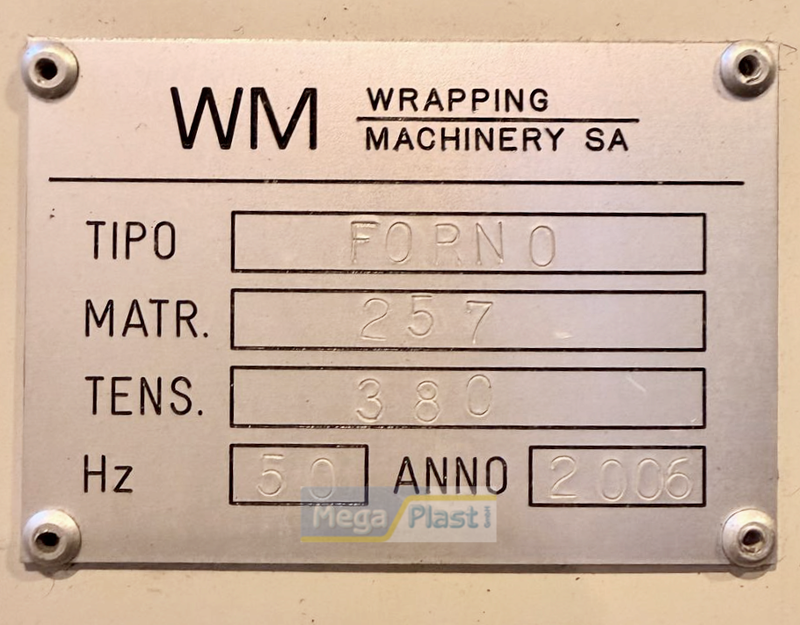 WM WRAPPING
MACHINERY SA
TIPO FORNO
MATR. 257
TENS. 380
Hz 50 ANNO 2006
Mega Plast